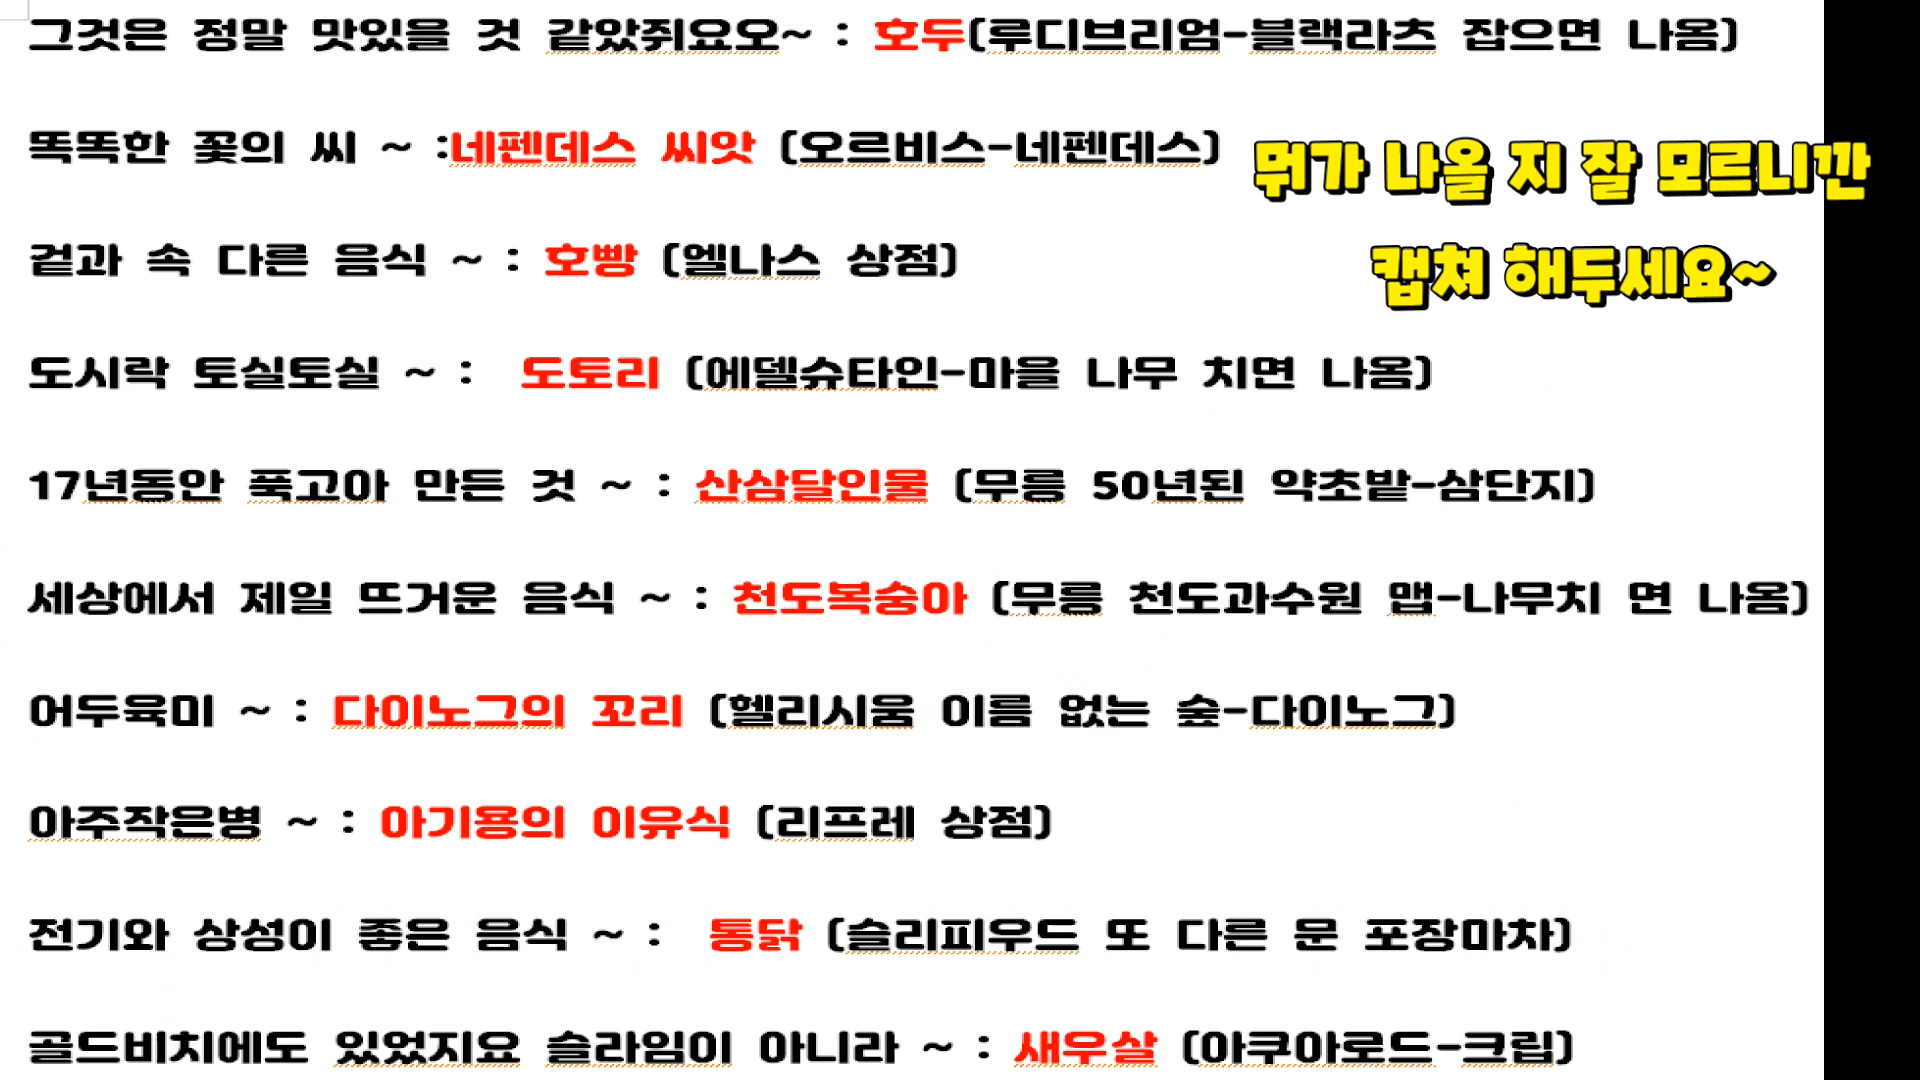 그것은 정말 맛있을 것 같았쥐요오~ : 호두(루디브리엄-블랙라츠 잡으면 나옴)
똑똑한 꽃의 씨 ~ :네펜데스 씨앗 (오르비스-네펜데스)
뭐가 나올 지 잘 모르니깐
겉과 속 다른 음식 ~ : 호빵 (엘나스 상점)
캡쳐 해두세요~
도시락 토실토실 ~ : 도토리 (에델슈타인-마을 나무 치면 나옴)
17년동안 푹고아 만든 것 ~ : 산삼달인물 (무릉 50년된 약초밭-삼단지)
세상에서 제일 뜨거운 음식 ~ : 천도복숭아 (무릉 천도과수원 맵-나무치 면 나옴)
어두육미 ~ : 다이노그의 꼬리 (헬리시움 이름 없는 숲-다이노그)
아주작은병 ~ : 아기용의 이유식 (리프레 상점)
전기와 상성이 좋은 음식 ~ : 통닭 (슬리피우드 또 다른 문 포장마차)
골드비치에도 있었지요 슬라임이 아니라 ~ : 새우살 (아쿠아로드-크립)